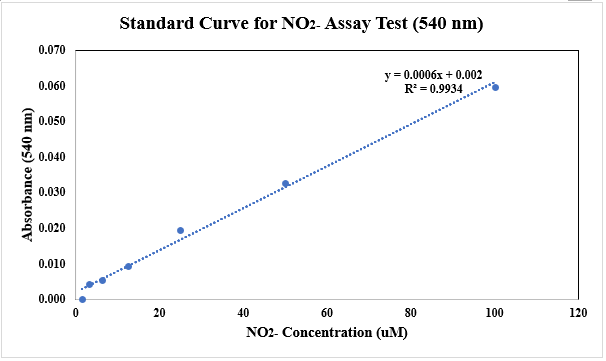 Standard Curve for NO2- Assay Test (540 nm)
y = 0.0006x + 0.002
R² = 0.9934
0.070
0.060
0.050
0.040
0.030
0.020
0.010
0.000
Absorbance (540 nm)
0 20 40 60 80 100 120
NO2- Concentration (uM)